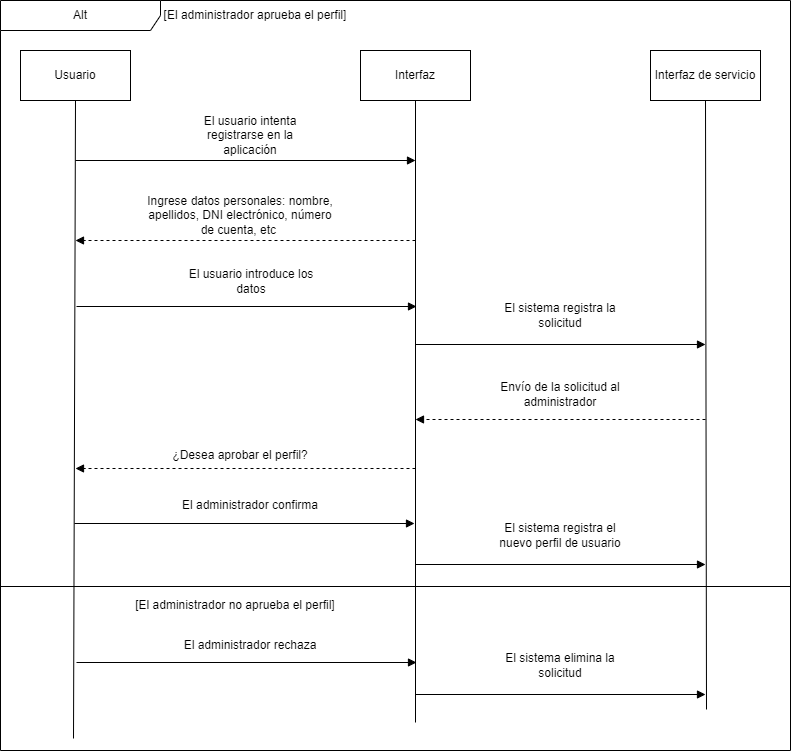 Alt
[El administrador aprueba el perfil]
Usuario
Interfaz
Interfaz de servicio
El usuario intenta
registrarse en la
aplicación
Ingrese datos personales: nombre,
apellidos, DNI electrónico, número
de cuenta, etc
El usuario introduce los
datos
El sistema registra la
solicitud
Envío de la solicitud al
administrador
¿Desea aprobar el perfil?
El administrador confirma
El sistema registra el
nuevo perfil de usuario
[El administrador no aprueba el perfil]
El administrador rechaza
El sistema elimina la
solicitud